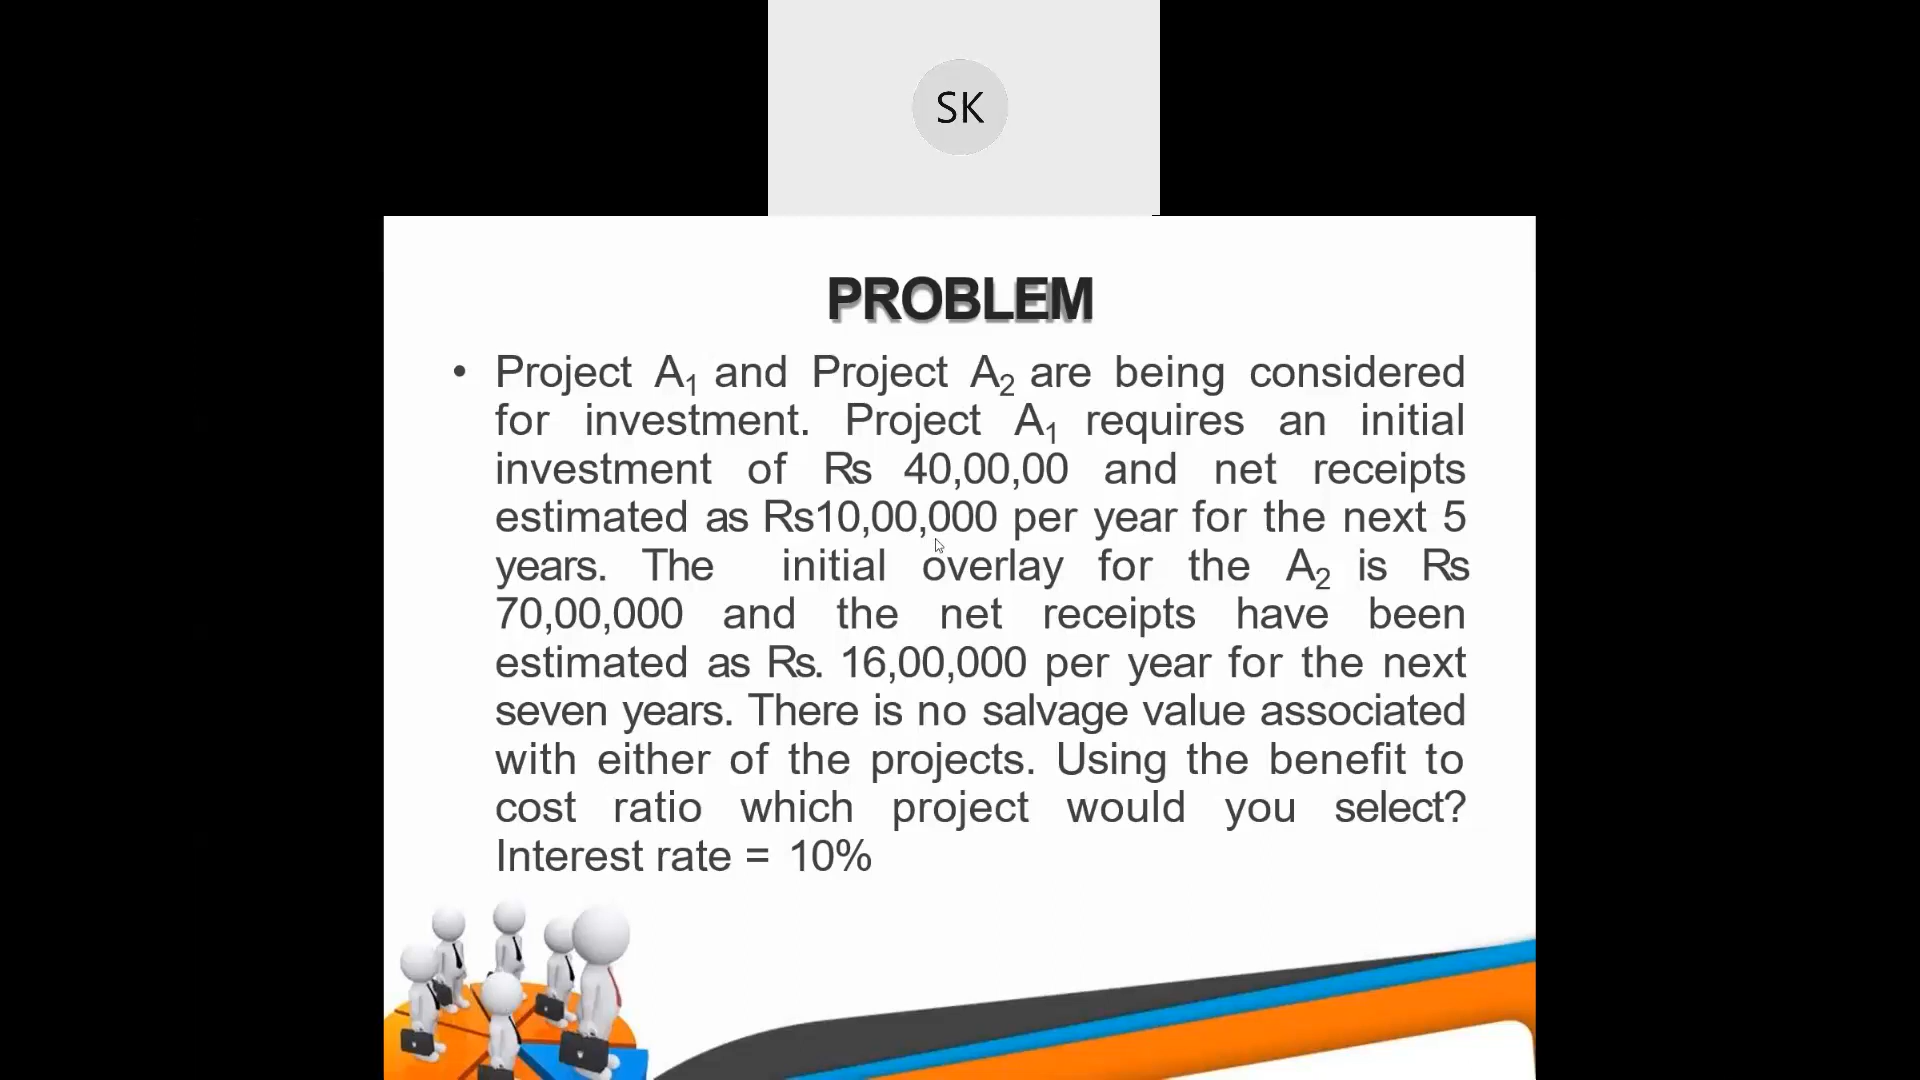 SK
PROBLEM
• Project A₁ and Project A₂ are being considered
for investment. Project A₁ requires an initial
investment of Rs 40,00,00 and net receipts
estimated as Rs10,00,000 per year for the next 5
years. The initial overlay for the A₂ is Rs
70,00,000 and the net receipts have been
estimated as Rs. 16,00,000 per year for the next
seven years. There is no salvage value associated
with either of the projects. Using the benefit to
cost ratio which project would you select?
Interest rate = 10%